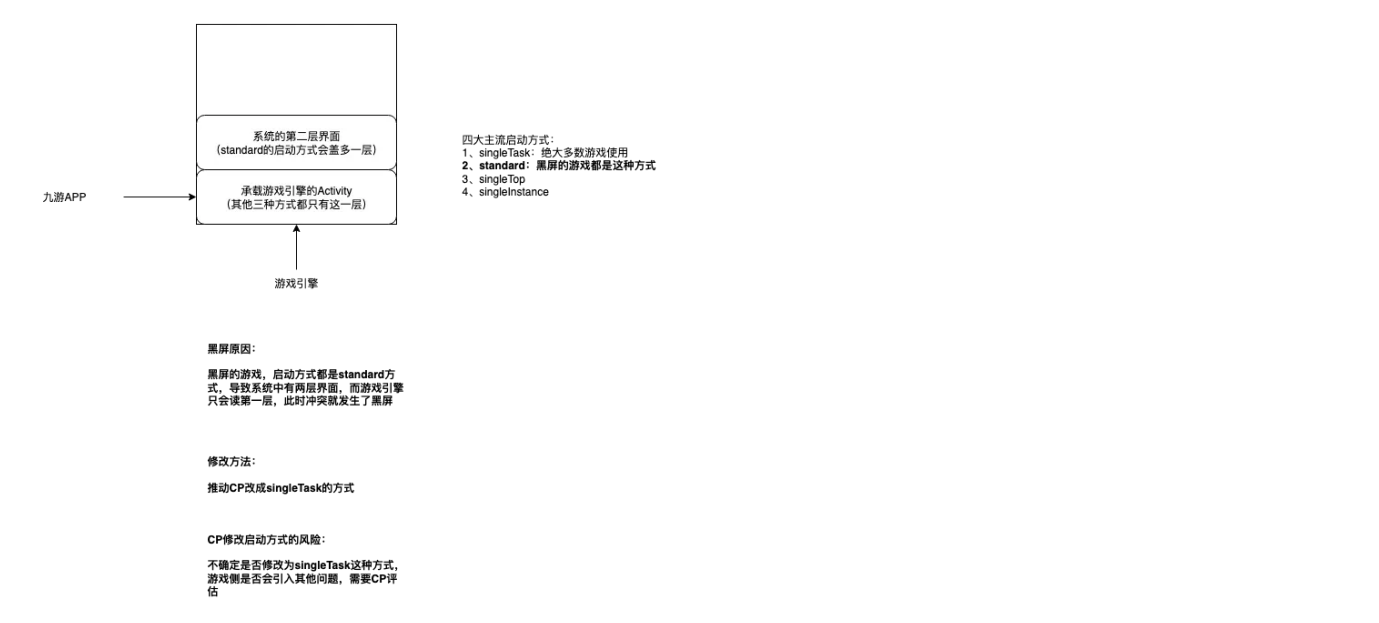 系统的第二层界面
(standard的启动方式会盖多一层)
九游APP
承载游戏引擎的Activity
(其他三种方式都只有这一层)
游戏引擎
四大主流启动方式：
1、singleTask：绝大多数游戏使用
2、standard：黑屏的游戏都是这种方式
3、singleTop
4、singleInstance
黑屏原因：
黑屏的游戏，启动方式都是standard方
式，导致系统中有两层界面，而游戏引擎
只会读第一层，此时冲突就发生了黑屏
修改方法：
推动CP改成singleTask的方式
CP修改启动方式的风险：
不确定是否修改为singleTask这种方式，
游戏侧是否会引入其他问题，需要CP评
估